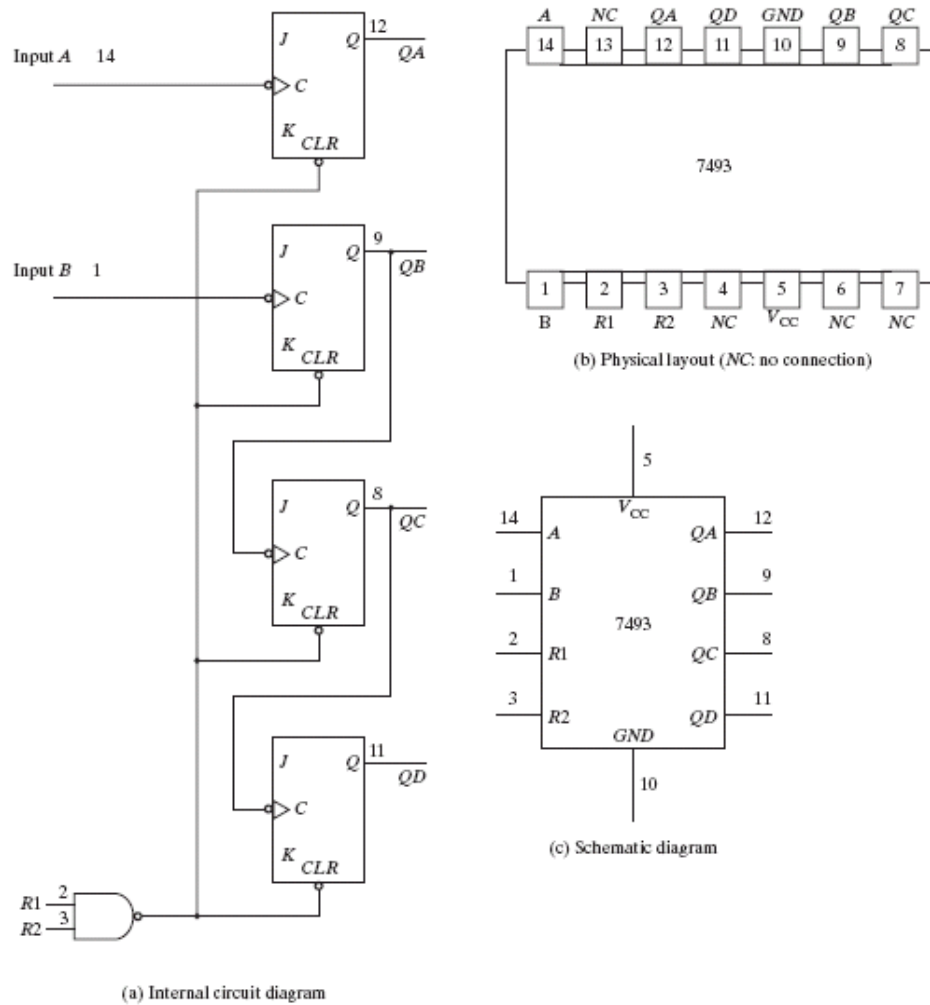 Input A 14
J Q 12
QA
C
K
CLR
Input B 1
J Q 9
QB
C
K
CLR
J Q 8
QC
C
K
CLR
J Q 11
QD
C
K
CLR
R1 2
R2 3
(a) Internal circuit diagram
A NC QA QD GND QB QC
14 13 12 11 10 9 8
7493
1 2 3 4 5 6 7
B R1 R2 NC VCC NC NC
(b) Physical layout (NC: no connection)
5
VCC
14 A QA 12
1 B QB 9
7493
2 R1 QC 8
3 R2 QD 11
GND
10
(c) Schematic diagram